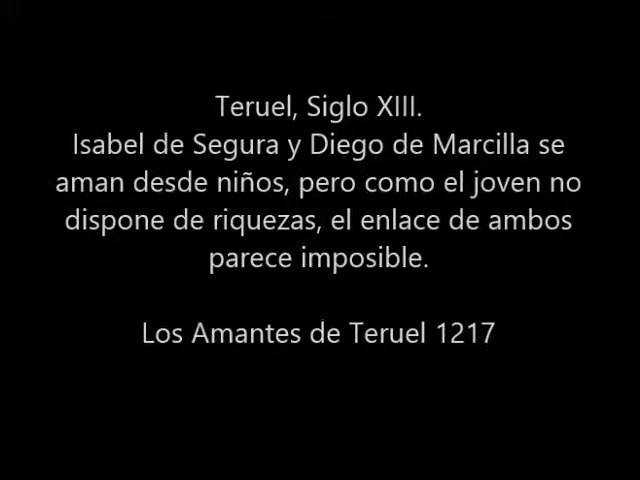 Teruel, Siglo XIII.
Isabel de Segura y Diego de Marcilla se
aman desde niños, pero como el joven no
dispone de riquezas, el enlace de ambos
parece imposible.
Los Amantes de Teruel 1217